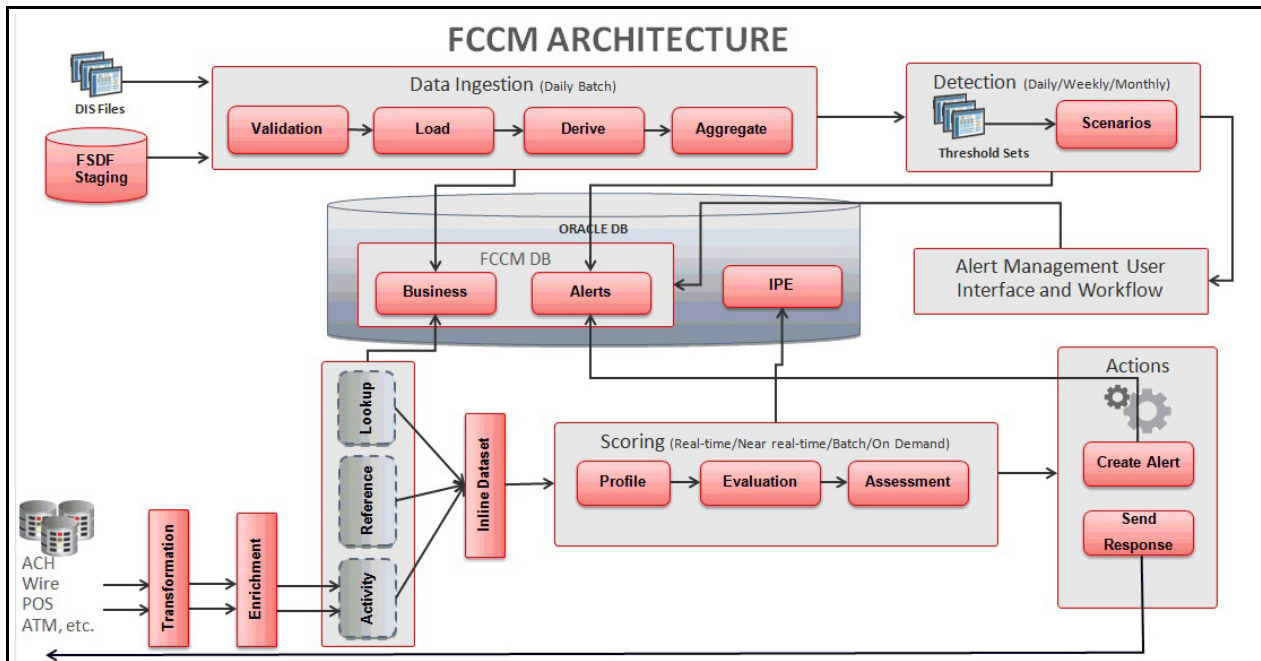 FCCM ARCHITECTURE
DIS Files
FSDF
Staging
Data Ingestion (Daily Batch)
Validation
Load
Derive
Aggregate
Detection (Daily/Weekly/Monthly)
Threshold Sets
Scenarios
ORACLE DB
FCCM DB
Business
Alerts
IPE
Alert Management User
Interface and Workflow
Lookup
Reference
Activity
Inline Dataset
Scoring (Real-time/Near real-time/Batch/On Demand)
Profile
Evaluation
Assessment
Actions
Create Alert
Send
Response
ACH
Wire
POS
ATM, etc.
Transformation
Enrichment